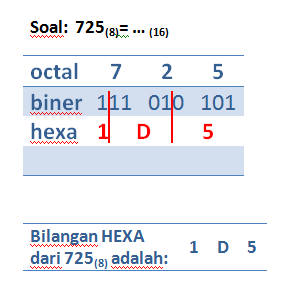 Soal: 725(8)= ... (16)
octal 7 2 5
biner 111 010 101
hexa 1 D 5
Bilangan HEXA
dari 725(8) adalah: 1 D 5